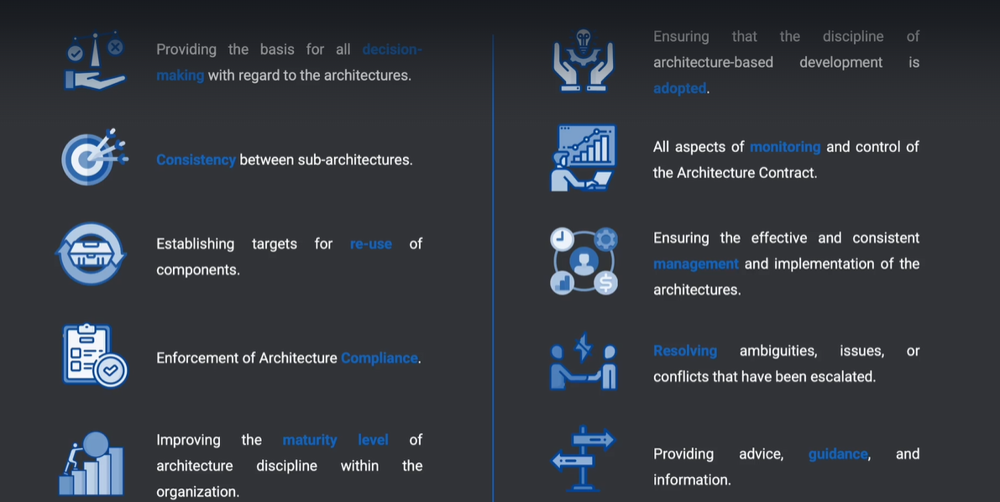 Providing the basis for all decision-
making with regard to the architectures.
Consistency between sub-architectures.
Establishing targets for re-use of
components.
Enforcement of Architecture Compliance.
Improving the maturity level of
architecture discipline within the
organization.
Ensuring that the discipline of
architecture-based development is
adopted.
All aspects of monitoring and control of
the Architecture Contract.
Ensuring the effective and consistent
management and implementation of the
architectures.
Resolving ambiguities, issues, or
conflicts that have been escalated.
Providing advice, guidance, and
information.